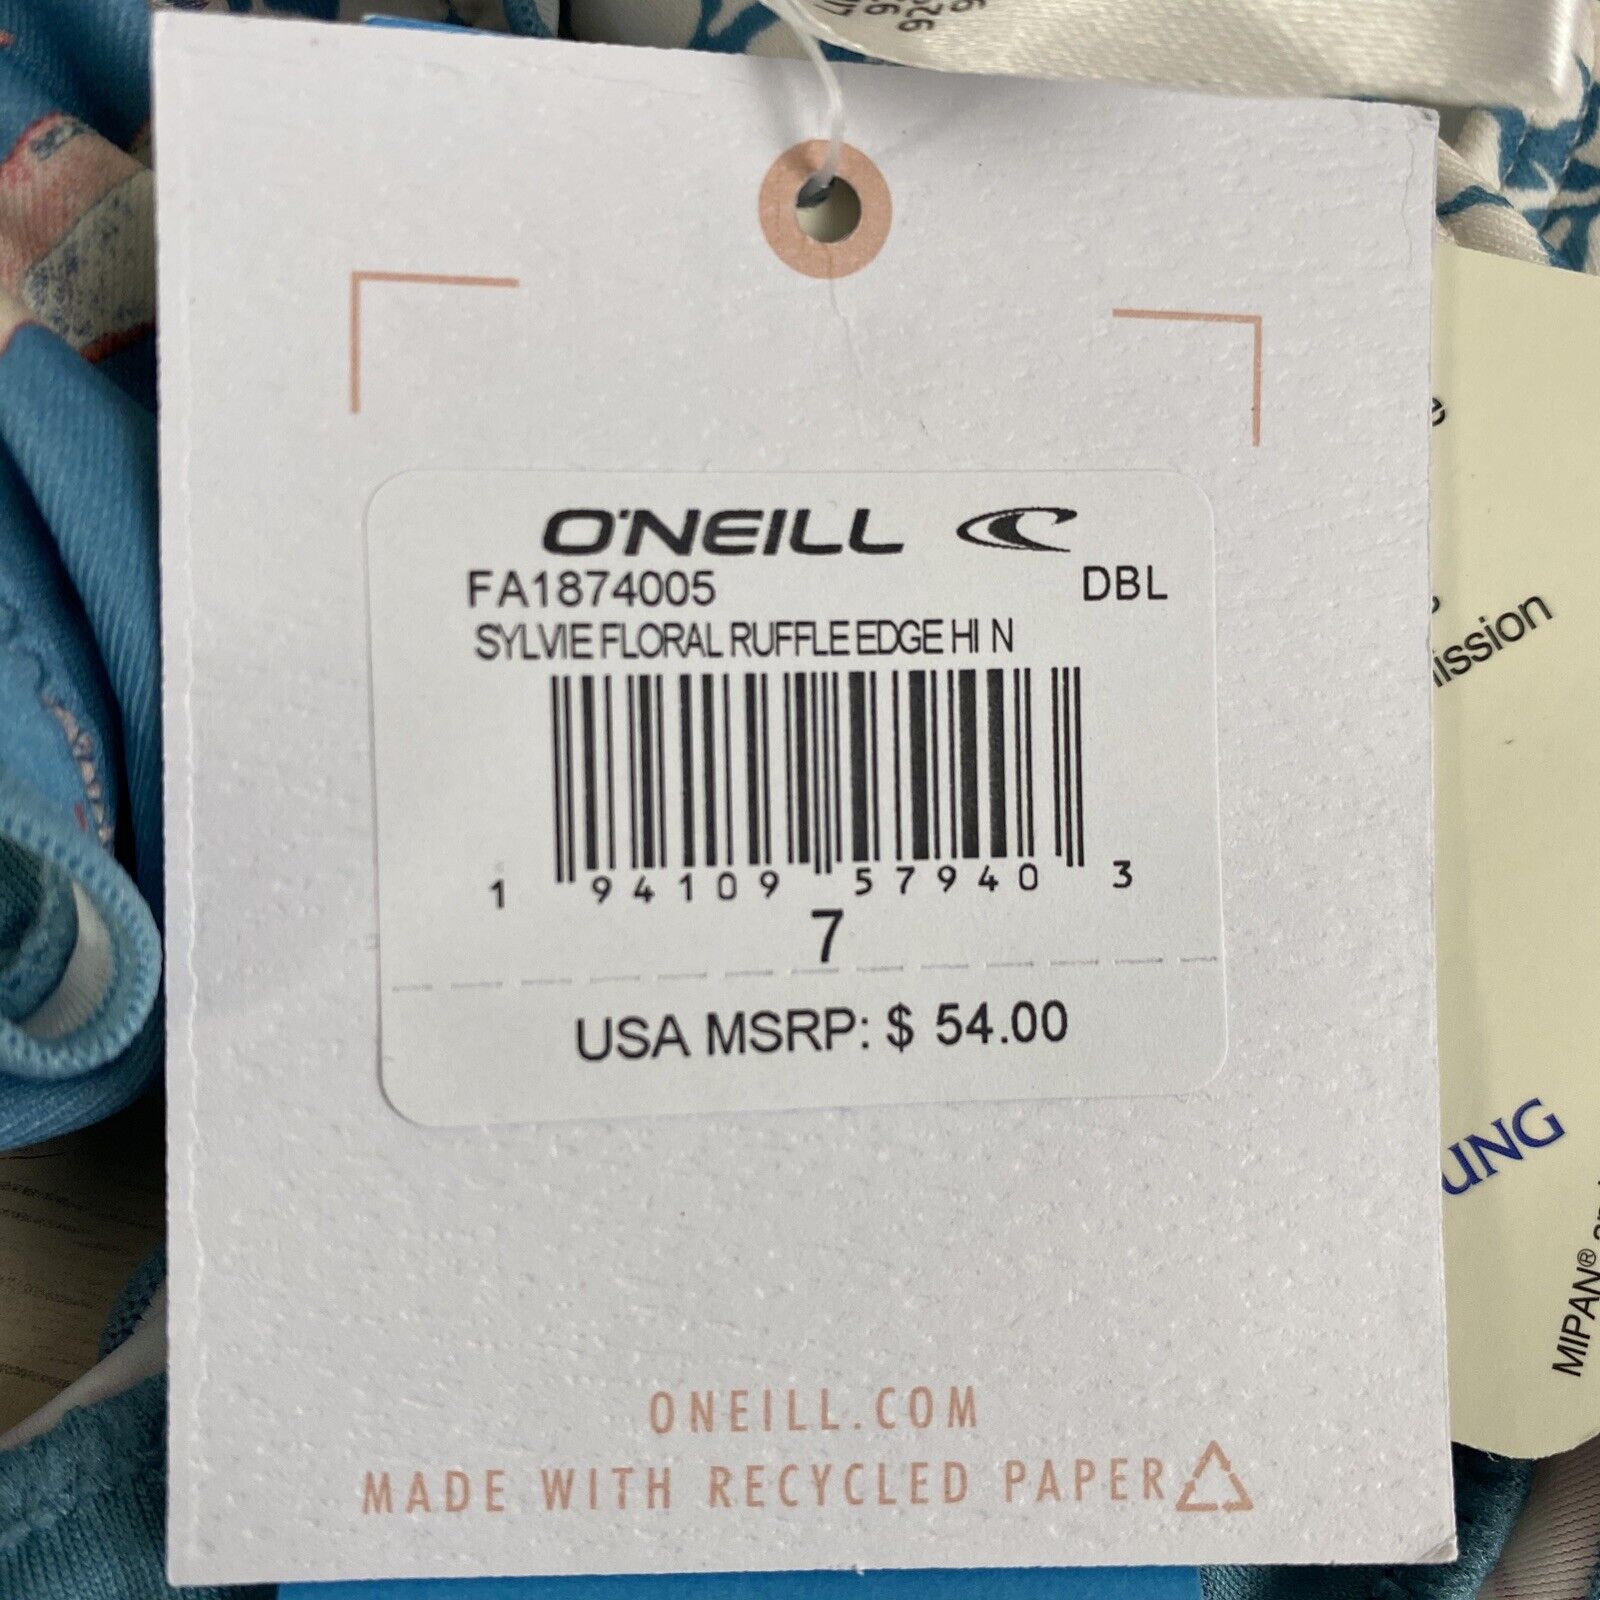 O'NEILL
FA1874005 DBL
SYLVIE FLORAL RUFFLE EDGE HI N
1 94109 57940 3
7
USA MSRP: $ 54.00
ONEILL.COM
MADE WITH RECYCLED PAPER
ission
UNG
MIPAN®